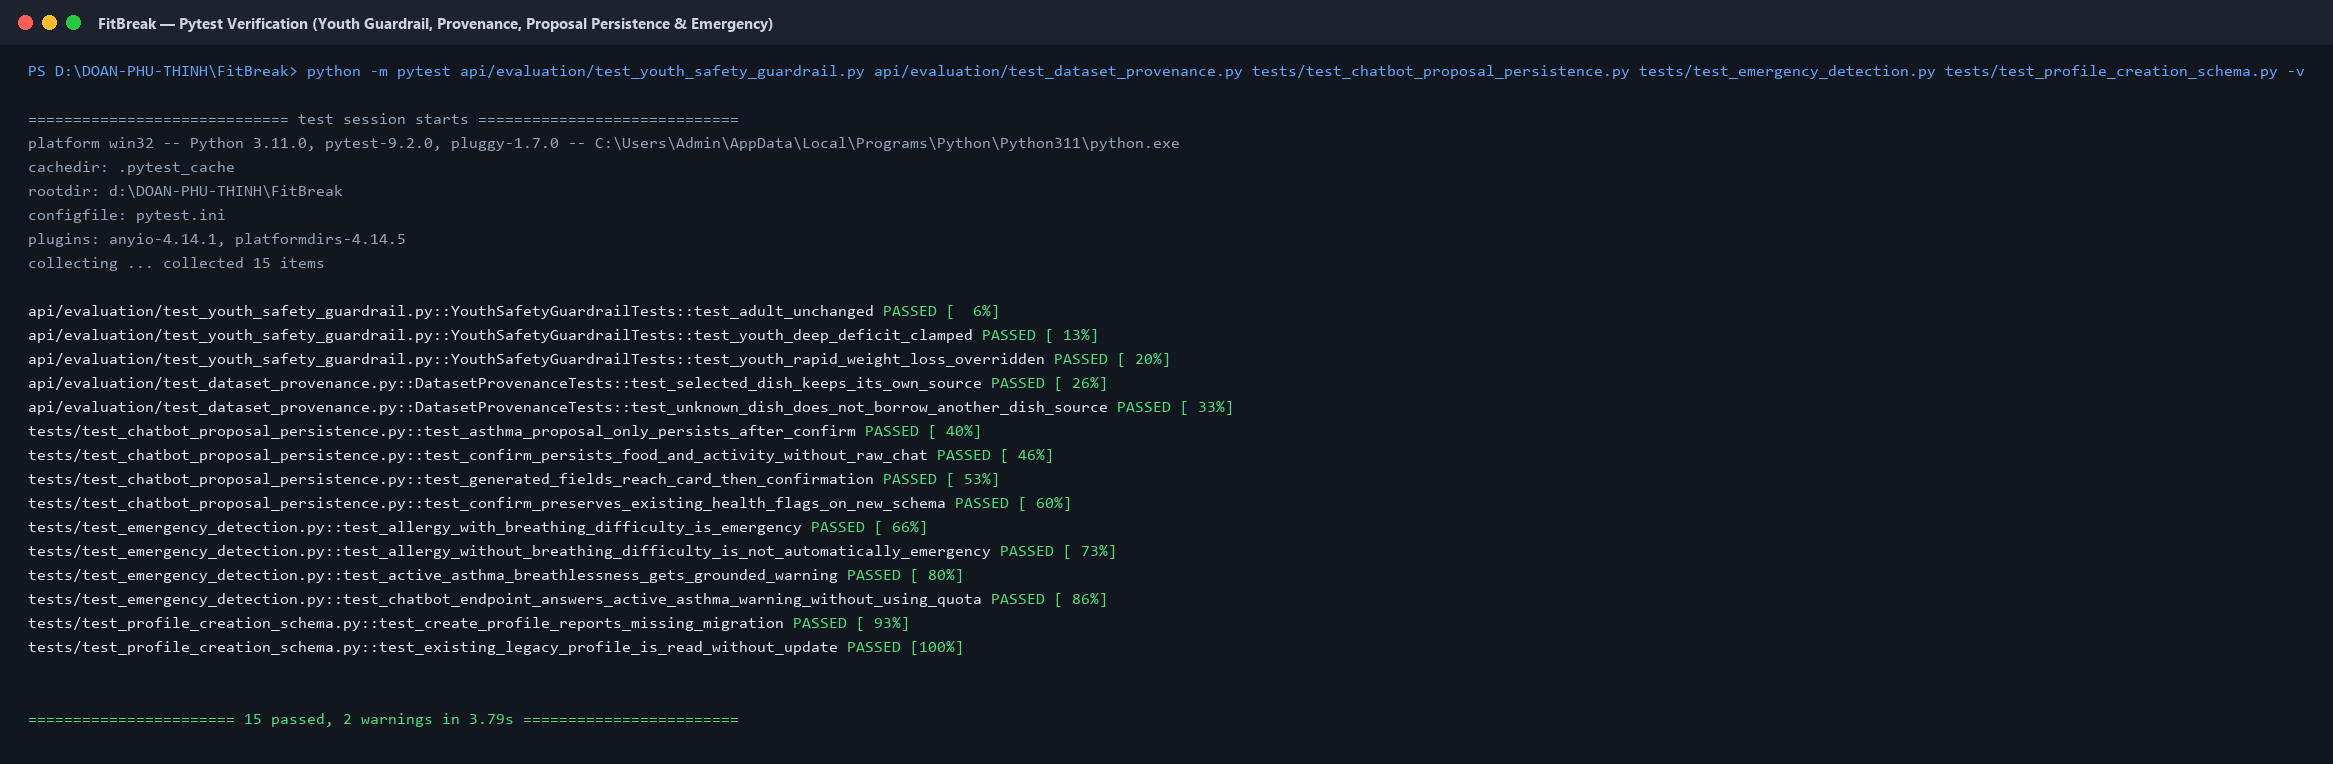 FitBreak — Pytest Verification (Youth Guardrail, Provenance, Proposal Persistence & Emergency)
PS D:\DOAN-PHU-THINH\FitBreak> python -m pytest api/evaluation/test_youth_safety_guardrail.py api/evaluation/test_dataset_provenance.py tests/test_chatbot_proposal_persistence.py tests/test_emergency_detection.py tests/test_profile_creation_schema.py -v
============================= test session starts =============================
platform win32 -- Python 3.11.0, pytest-9.2.0, pluggy-1.7.0 -- C:\Users\Admin\AppData\Local\Programs\Python\Python311\python.exe
cachedir: .pytest_cache
rootdir: d:\DOAN-PHU-THINH\FitBreak
configfile: pytest.ini
plugins: anyio-4.14.1, platformdirs-4.14.5
collecting ... collected 15 items
api/evaluation/test_youth_safety_guardrail.py::YouthSafetyGuardrailTests::test_adult_unchanged PASSED [  6%]
api/evaluation/test_youth_safety_guardrail.py::YouthSafetyGuardrailTests::test_youth_deep_deficit_clamped PASSED [ 13%]
api/evaluation/test_youth_safety_guardrail.py::YouthSafetyGuardrailTests::test_youth_rapid_weight_loss_overridden PASSED [ 20%]
api/evaluation/test_dataset_provenance.py::DatasetProvenanceTests::test_selected_dish_keeps_its_own_source PASSED [ 26%]
api/evaluation/test_dataset_provenance.py::DatasetProvenanceTests::test_unknown_dish_does_not_borrow_another_dish_source PASSED [ 33%]
tests/test_chatbot_proposal_persistence.py::test_asthma_proposal_only_persists_after_confirm PASSED [ 40%]
tests/test_chatbot_proposal_persistence.py::test_confirm_persists_food_and_activity_without_raw_chat PASSED [ 46%]
tests/test_chatbot_proposal_persistence.py::test_generated_fields_reach_card_then_confirmation PASSED [ 53%]
tests/test_chatbot_proposal_persistence.py::test_confirm_preserves_existing_health_flags_on_new_schema PASSED [ 60%]
tests/test_emergency_detection.py::test_allergy_with_breathing_difficulty_is_emergency PASSED [ 66%]
tests/test_emergency_detection.py::test_allergy_without_breathing_difficulty_is_not_automatically_emergency PASSED [ 73%]
tests/test_emergency_detection.py::test_active_asthma_breathlessness_gets_grounded_warning PASSED [ 80%]
tests/test_emergency_detection.py::test_chatbot_endpoint_answers_active_asthma_warning_without_using_quota PASSED [ 86%]
tests/test_profile_creation_schema.py::test_create_profile_reports_missing_migration PASSED [ 93%]
tests/test_profile_creation_schema.py::test_existing_legacy_profile_is_read_without_update PASSED [100%]
======================= 15 passed, 2 warnings in 3.79s ========================